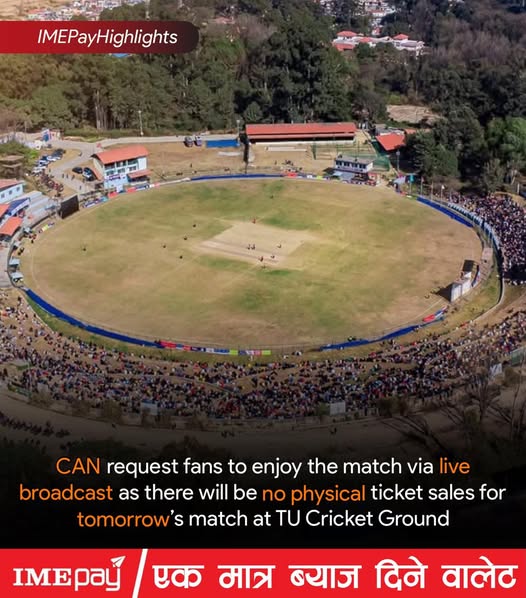 IMEPayHighlights
CAN request fans to enjoy the match via live
broadcast as there will be no physical ticket sales for
tomorrow's match at TU Cricket Ground
IMEpay एक मात्र ब्याज दिने वालेट